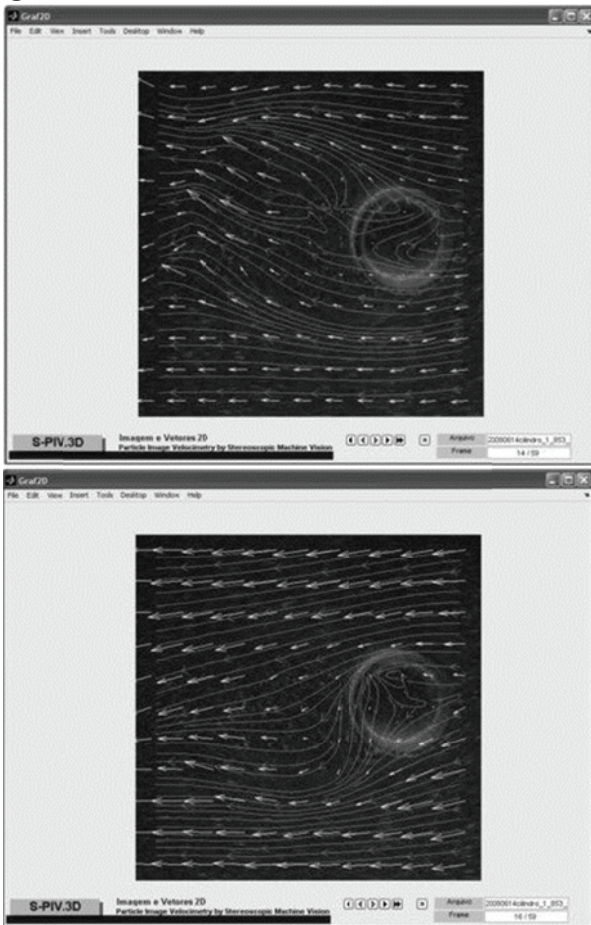 Graf2D
File Edit View Insert Tools Desktop Window Help
S-PIV.3D
Imagem e Vetores 2D
Particle Image Velocimetry by Stereoscopic Machine Vision
Arquivo
Frame
14 / 59
Graf2D
File Edit View Insert Tools Desktop Window Help
S-PIV.3D
Imagem e Vetores 2D
Particle Image Velocimetry by Stereoscopic Machine Vision
Arquivo
Frame
16 / 59